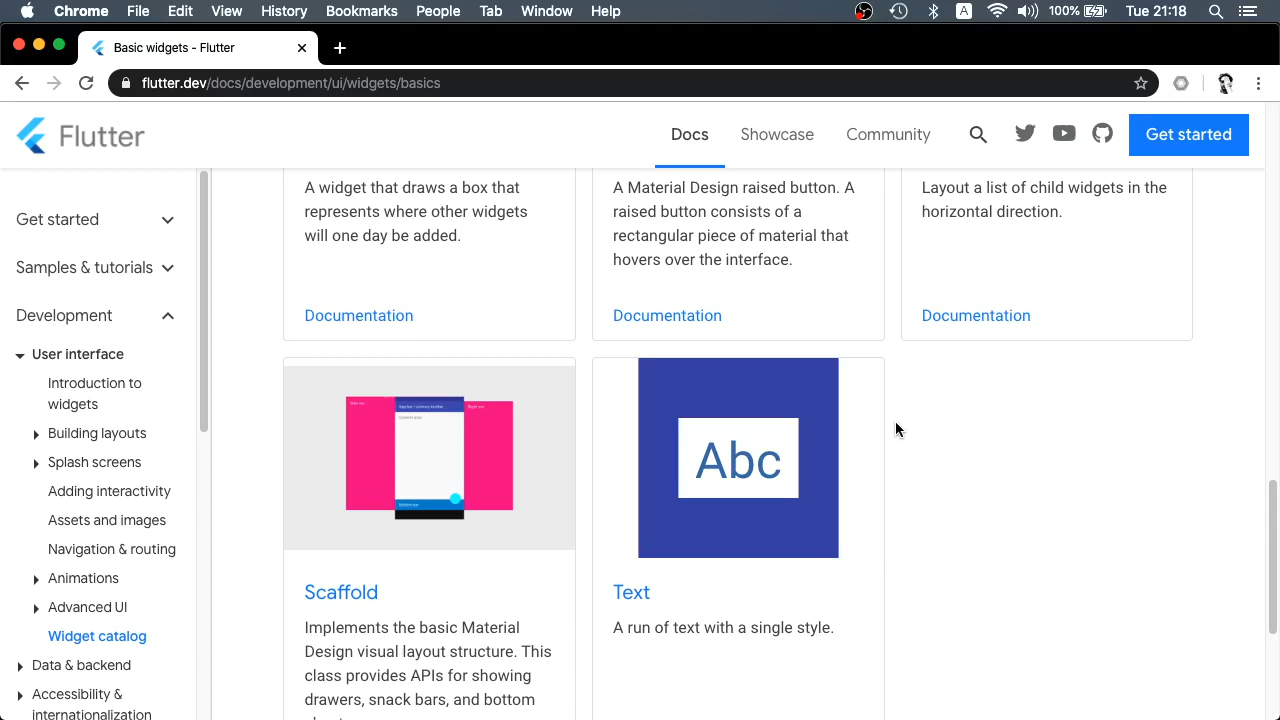 Chrome File Edit View History Bookmarks People Tab Window Help A 100% Tue 21:18
Basic widgets - Flutter
flutter.dev/docs/development/ui/widgets/basics
Flutter Docs Showcase Community Get started
Get started
Samples & tutorials
Development
User interface
Introduction to
widgets
Building layouts
Splash screens
Adding interactivity
Assets and images
Navigation & routing
Animations
Advanced UI
Widget catalog
Data & backend
Accessibility &
internationalization
A widget that draws a box that
represents where other widgets
will one day be added.
Documentation
A Material Design raised button. A
raised button consists of a
rectangular piece of material that
hovers over the interface.
Documentation
Layout a list of child widgets in the
horizontal direction.
Documentation
Scaffold
Implements the basic Material
Design visual layout structure. This
class provides APIs for showing
drawers, snack bars, and bottom
Abc
Text
A run of text with a single style.